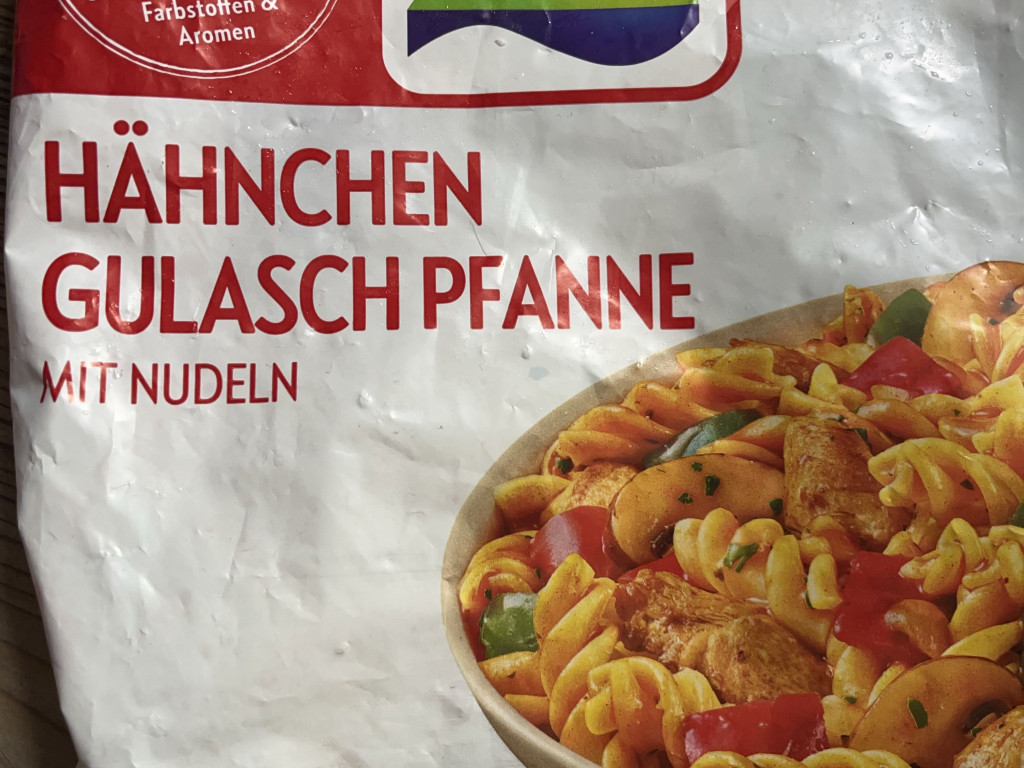 Farbstoffen &
Aromen
HÄHNCHEN
GULASCH PFANNE
MIT NUDELN